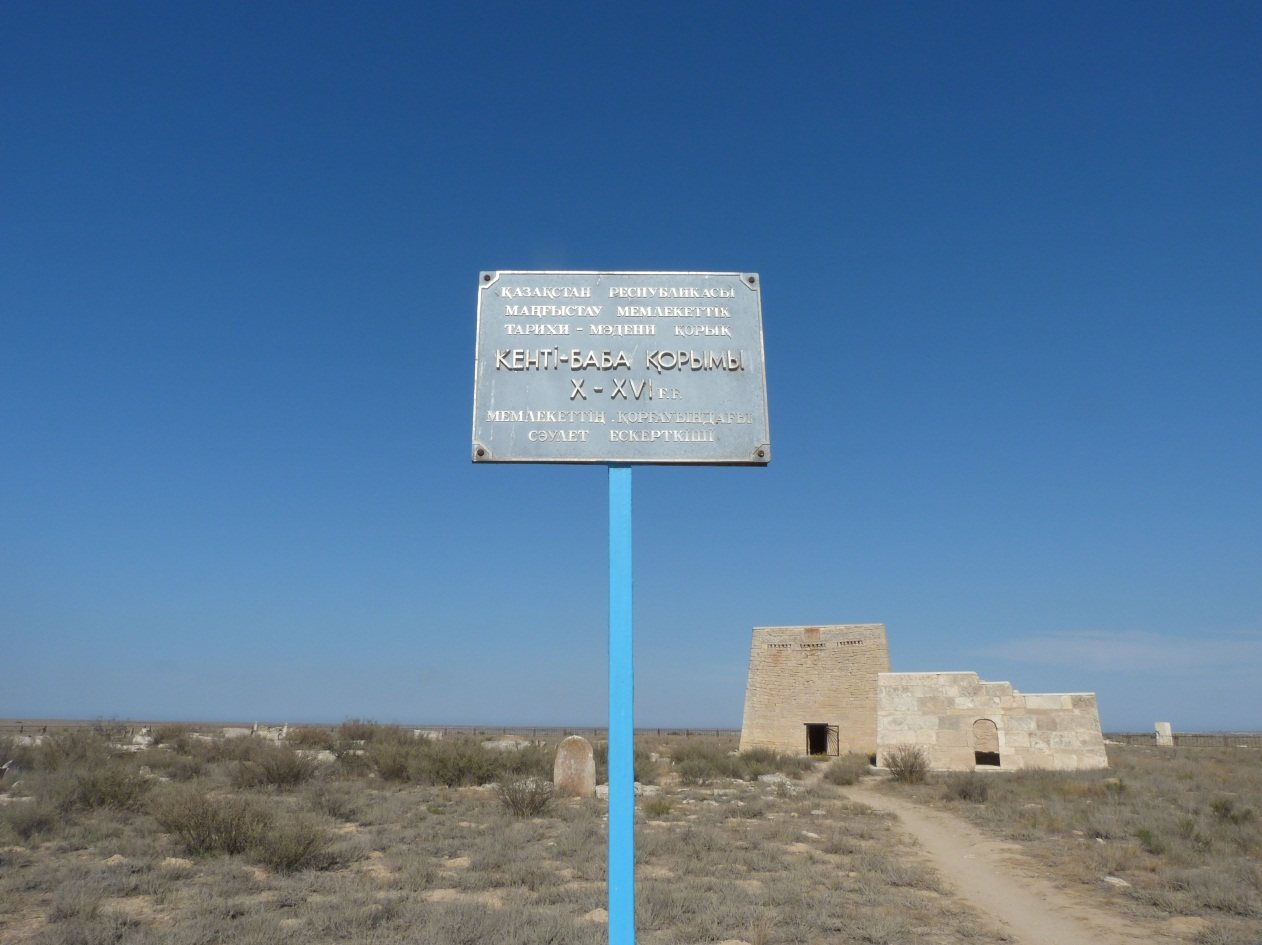 ҚАЗАҚСТАН РЕСПУБЛИКАСЫ
МАҢҒЫСТАУ МЕМЛЕКЕТТІК
ТАРИХИ - МӘДЕНИ ҚОРЫҚ
КЕНТІ-БАБА ҚОРЫМЫ
X - XVI Ғ.Ғ.
МЕМЛЕКЕТТІҢ ҚОРҒАУЫНДАҒЫ
СӘУЛЕТ ЕСКЕРТКІШІ